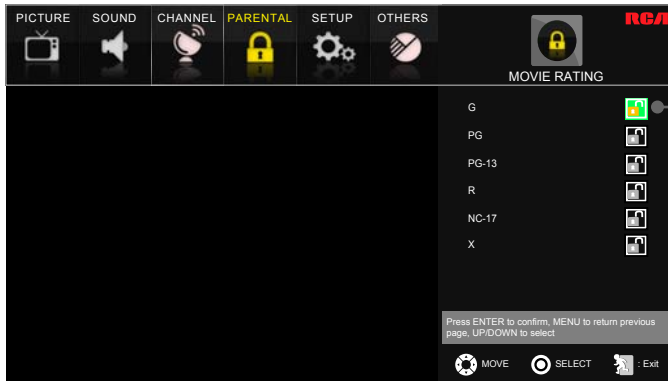 PICTURE SOUND CHANNEL PARENTAL SETUP OTHERS
RCA
MOVIE RATING
G
PG
PG-13
R
NC-17
X
Press ENTER to confirm, MENU to return previous
page, UP/DOWN to select
MOVE SELECT : Exit